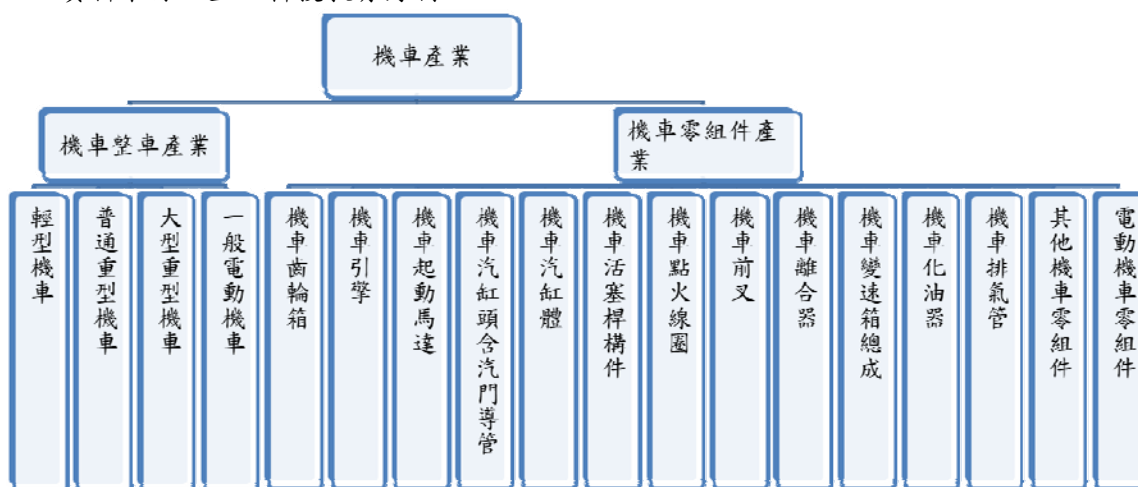 機車產業
機車整車產業
機車零組件產
業
輕型機車
普通重型機車
大型重型機車
一般電動機車
機車齒輪箱
機車引擎
機車起動馬達
機車汽缸頭含汽門導管
機車汽缸體
機車活塞桿構件
機車點火線圈
機車前叉
機車離合器
機車變速箱總成
機車化油器
機車排氣管
其他機車零組件
電動機車零組件